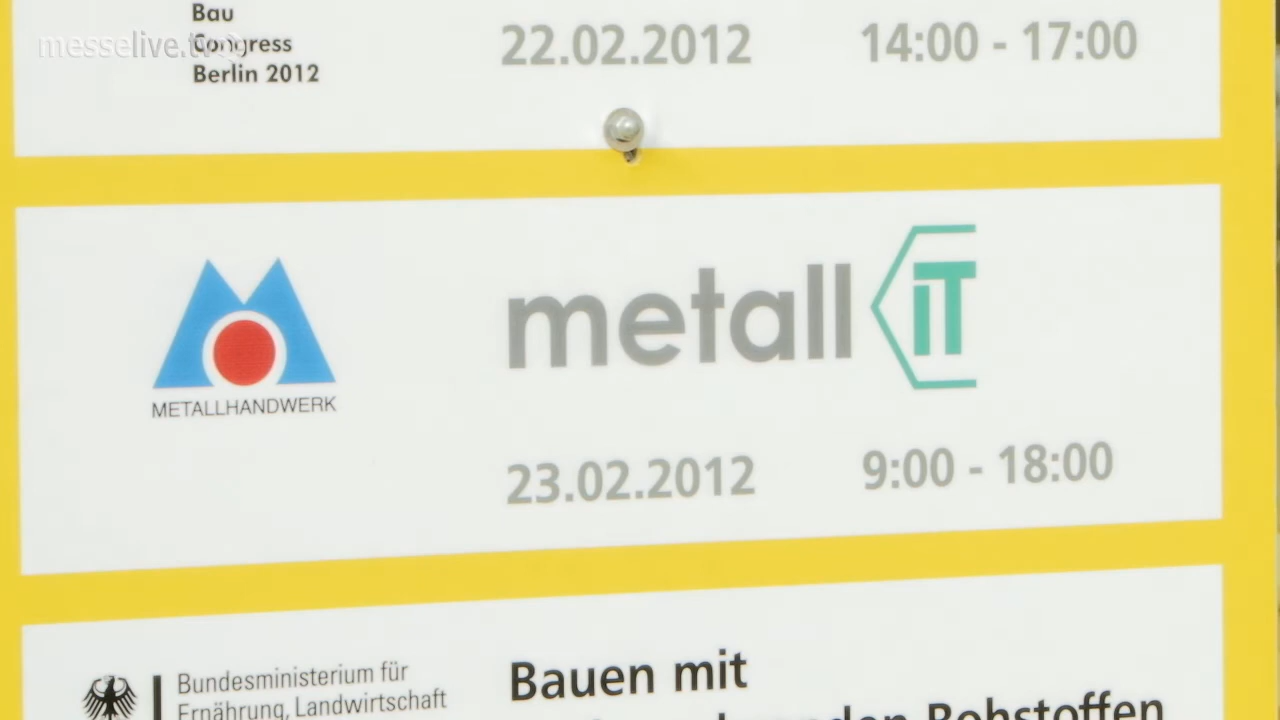 Bau
messelive.tv
Congress
Berlin 2012
22.02.2012
14:00 - 17:00
metall iT
METALLHANDWERK
23.02.2012
9:00 - 18:00
Bundesministerium für
Ernährung, Landwirtschaft
Bauen mit
Rohstoffen